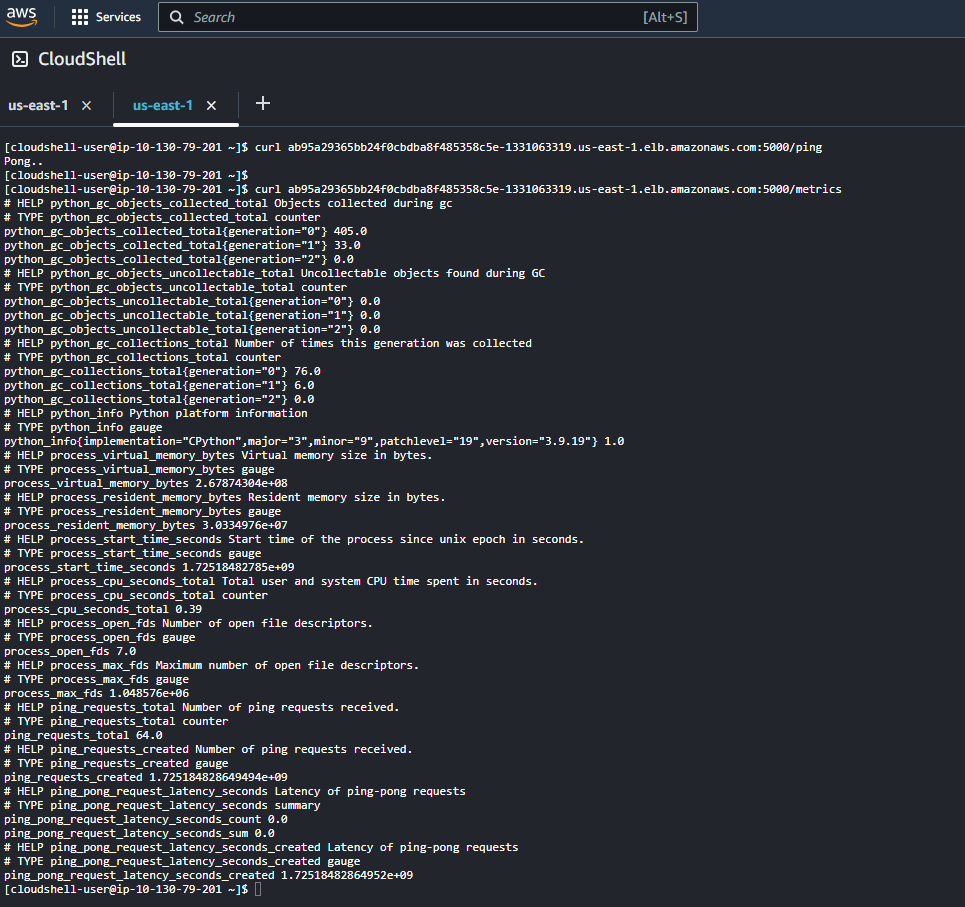 aws
Services
Search
[Alt+S]
CloudShell
us-east-1
us-east-1
[cloudshell-user@ip-10-130-79-201 ~]$ curl ab95a29365bb24f0cbdba8f485358c5e-1331063319.us-east-1.elb.amazonaws.com:5000/ping
Pong..
[cloudshell-user@ip-10-130-79-201 ~]$
[cloudshell-user@ip-10-130-79-201 ~]$ curl ab95a29365bb24f0cbdba8f485358c5e-1331063319.us-east-1.elb.amazonaws.com:5000/metrics
# HELP python_gc_objects_collected_total Objects collected during gc
# TYPE python_gc_objects_collected_total counter
python_gc_objects_collected_total{generation="0"} 405.0
python_gc_objects_collected_total{generation="1"} 33.0
python_gc_objects_collected_total{generation="2"} 0.0
# HELP python_gc_objects_uncollectable_total Uncollectable objects found during GC
# TYPE python_gc_objects_uncollectable_total counter
python_gc_objects_uncollectable_total{generation="0"} 0.0
python_gc_objects_uncollectable_total{generation="1"} 0.0
python_gc_objects_uncollectable_total{generation="2"} 0.0
# HELP python_gc_collections_total Number of times this generation was collected
# TYPE python_gc_collections_total counter
python_gc_collections_total{generation="0"} 76.0
python_gc_collections_total{generation="1"} 6.0
python_gc_collections_total{generation="2"} 0.0
# HELP python_info Python platform information
# TYPE python_info gauge
python_info{implementation="CPython",major="3",minor="9",patchlevel="19",version="3.9.19"} 1.0
# HELP process_virtual_memory_bytes Virtual memory size in bytes.
# TYPE process_virtual_memory_bytes gauge
process_virtual_memory_bytes 2.67874304e+08
# HELP process_resident_memory_bytes Resident memory size in bytes.
# TYPE process_resident_memory_bytes gauge
process_resident_memory_bytes 3.0334976e+07
# HELP process_start_time_seconds Start time of the process since unix epoch in seconds.
# TYPE process_start_time_seconds gauge
process_start_time_seconds 1.72518482785e+09
# HELP process_cpu_seconds_total Total user and system CPU time spent in seconds.
# TYPE process_cpu_seconds_total counter
process_cpu_seconds_total 0.39
# HELP process_open_fds Number of open file descriptors.
# TYPE process_open_fds gauge
process_open_fds 7.0
# HELP process_max_fds Maximum number of open file descriptors.
# TYPE process_max_fds gauge
process_max_fds 1.048576e+06
# HELP ping_requests_total Number of ping requests received.
# TYPE ping_requests_total counter
ping_requests_total 64.0
# HELP ping_requests_created Number of ping requests received.
# TYPE ping_requests_created gauge
ping_requests_created 1.725184828649494e+09
# HELP ping_pong_request_latency_seconds Latency of ping-pong requests
# TYPE ping_pong_request_latency_seconds summary
ping_pong_request_latency_seconds_count 0.0
ping_pong_request_latency_seconds_sum 0.0
# HELP ping_pong_request_latency_seconds_created Latency of ping-pong requests
# TYPE ping_pong_request_latency_seconds_created gauge
ping_pong_request_latency_seconds_created 1.72518482864952e+09
[cloudshell-user@ip-10-130-79-201 ~]$